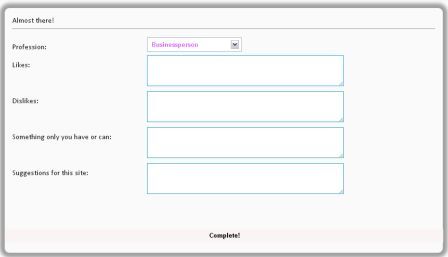 Almost there!
Profession: Businessperson
Likes:
Dislikes:
Something only you have or can:
Suggestions for this site:
Complete!